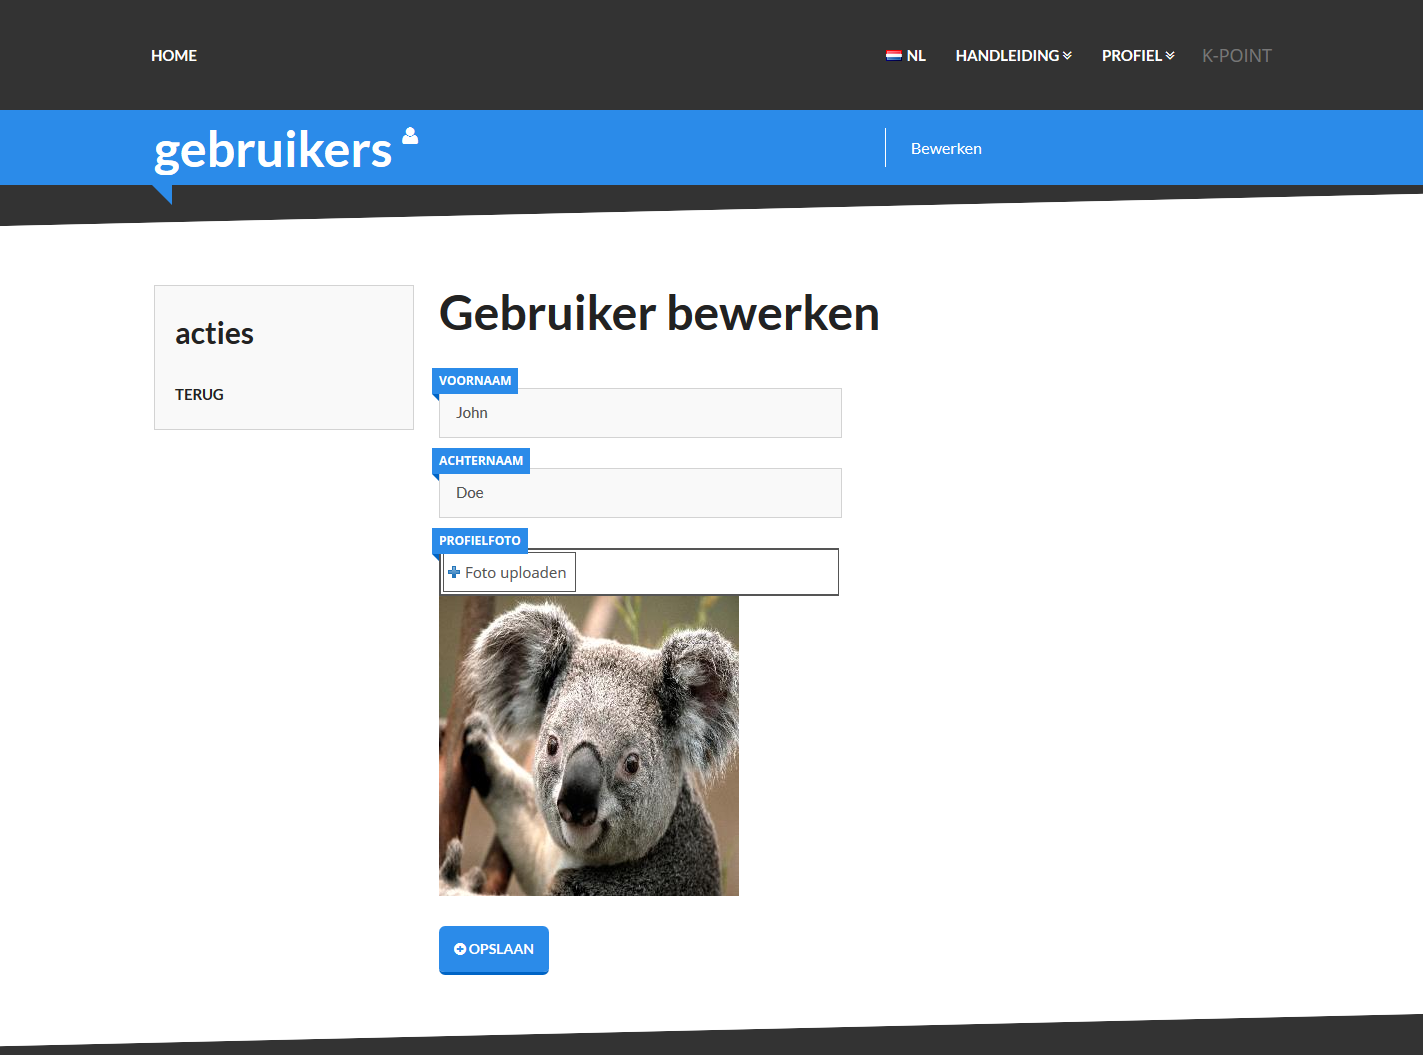 HOME
NL HANDLEIDING PROFIEL K-POINT
gebruikers
Bewerken
acties
TERUG
Gebruiker bewerken
VOORNAAM
John
ACHTERNAAM
Doe
PROFIELFOTO
Foto uploaden
OPSLAAN